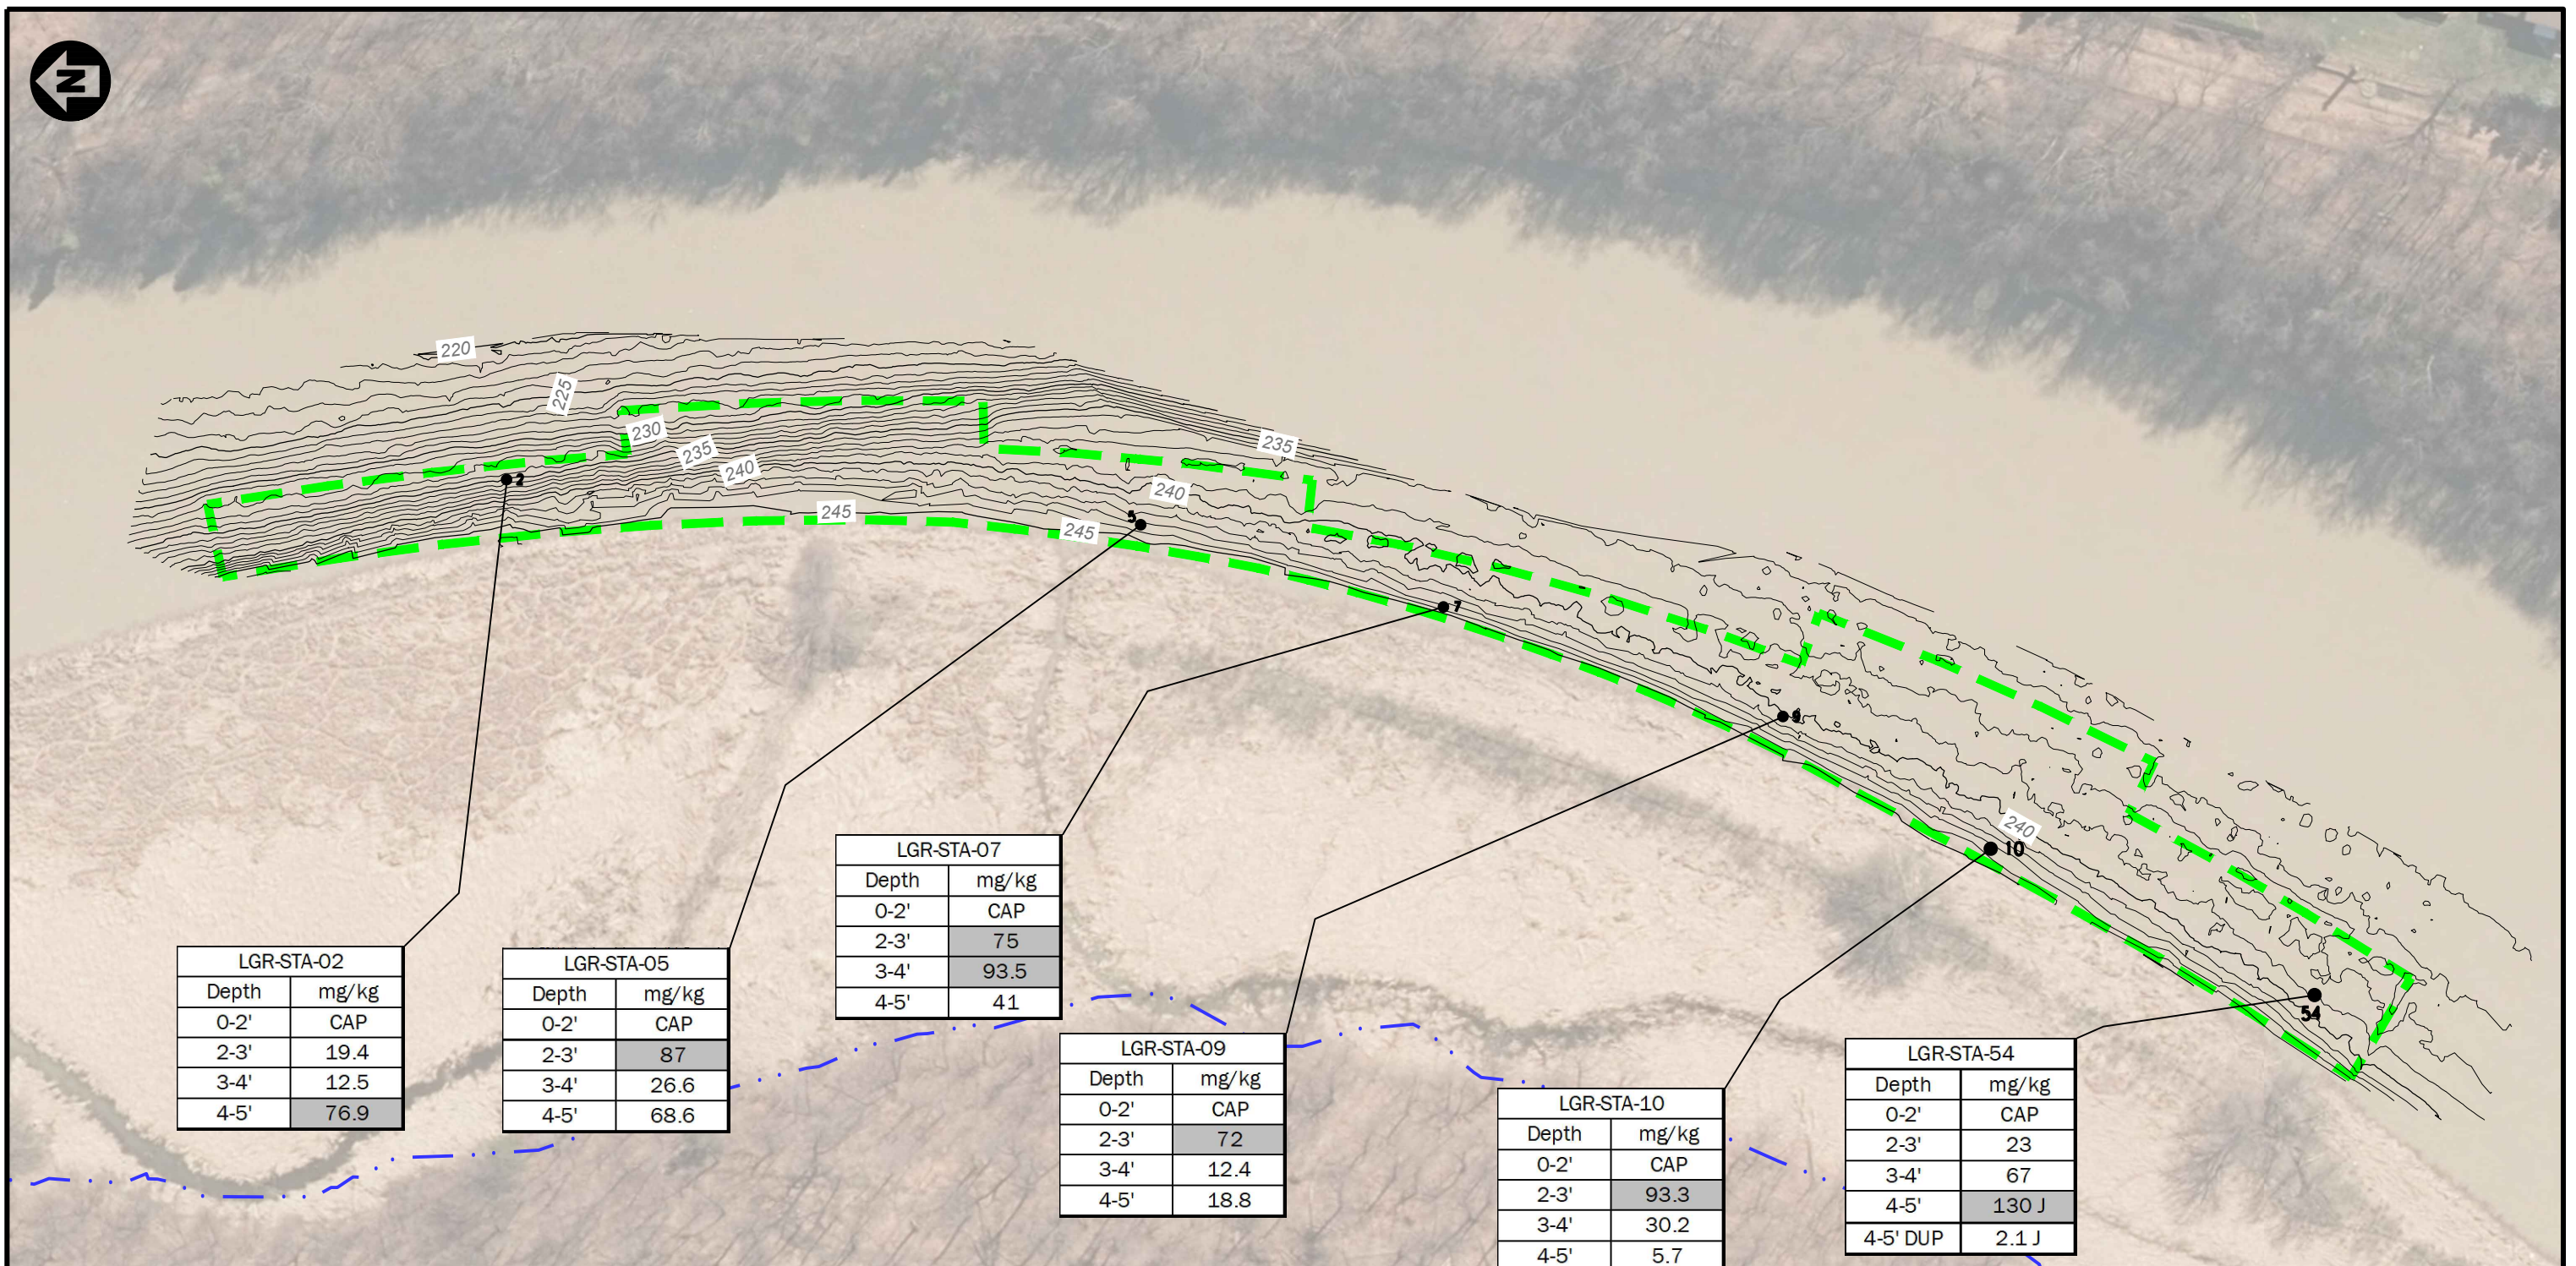 N
220
225
230
235
240
245
245
240
235
240
2
5
7
9
10
54
LGR-STA-07
Depth mg/kg
0-2' CAP
2-3' 75
3-4' 93.5
4-5' 41
LGR-STA-02
Depth mg/kg
0-2' CAP
2-3' 19.4
3-4' 12.5
4-5' 76.9
LGR-STA-05
Depth mg/kg
0-2' CAP
2-3' 87
3-4' 26.6
4-5' 68.6
LGR-STA-09
Depth mg/kg
0-2' CAP
2-3' 72
3-4' 12.4
4-5' 18.8
LGR-STA-10
Depth mg/kg
0-2' CAP
2-3' 93.3
3-4' 30.2
4-5' 5.7
LGR-STA-54
Depth mg/kg
0-2' CAP
2-3' 23
3-4' 67
4-5' 130 J
4-5' DUP 2.1 J